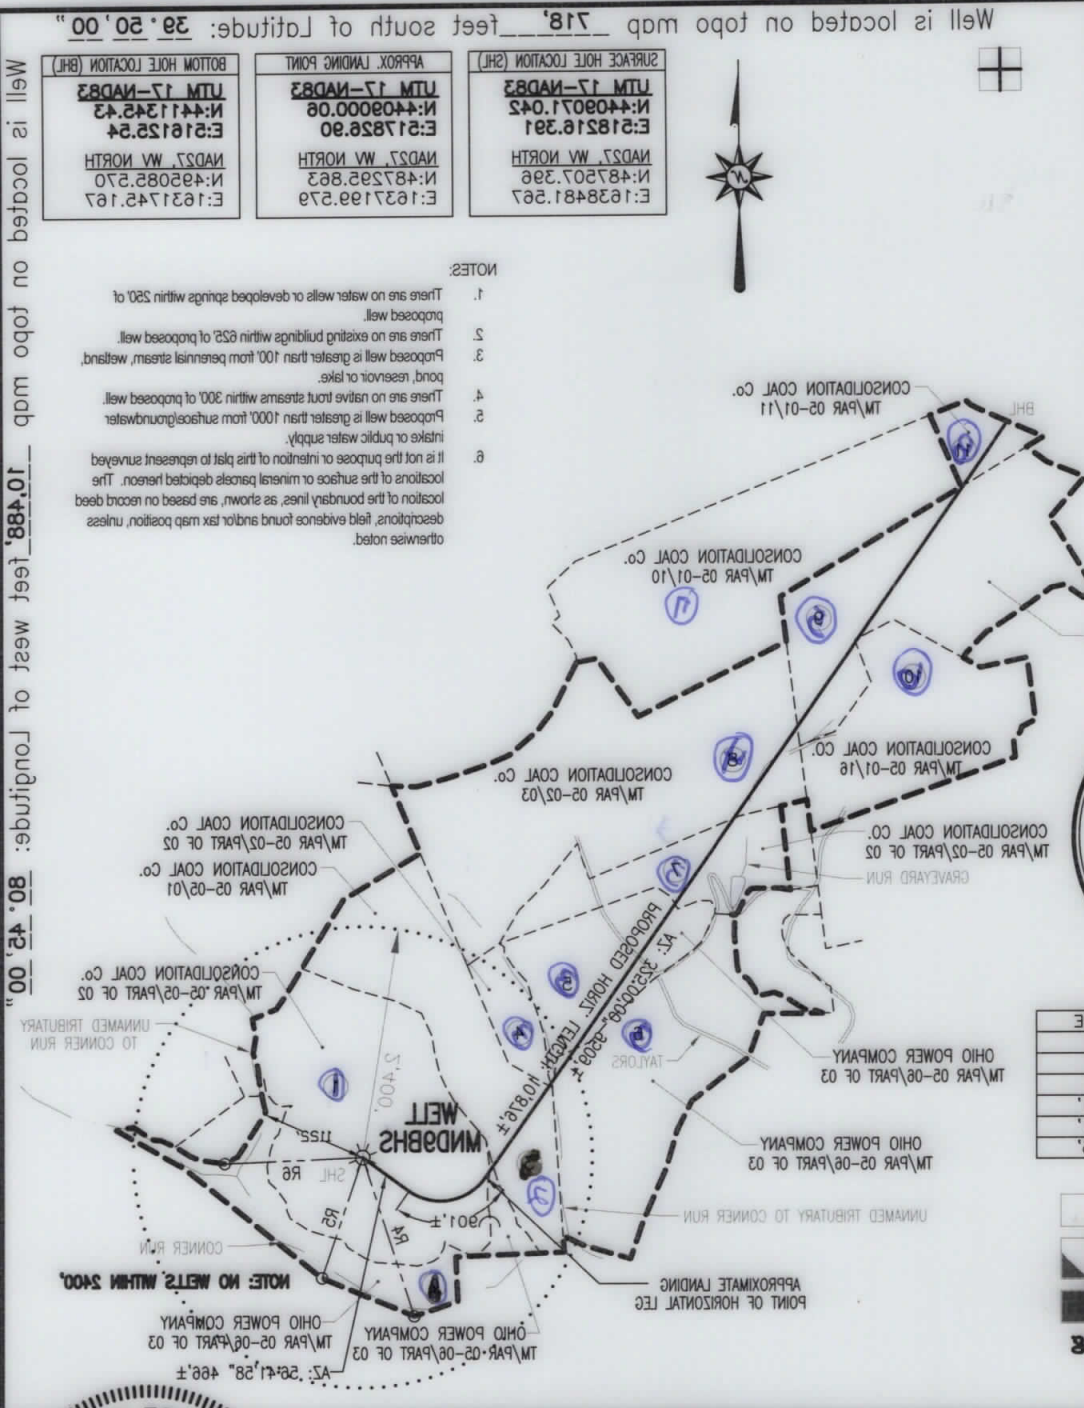 Well is located on topo map 718' feet south of Latitude: 39° 50' 00"
SURFACE HOLE LOCATION (SHL)
UTM 17-NAD83
N:4409071.042
E:518216.391
NAD27, WV NORTH
N:487507.396
E:1638481.567
APPROX. LANDING POINT
UTM 17-NAD83
N:4409000.06
E:517826.90
NAD27, WV NORTH
N:487295.863
E:1637199.579
BOTTOM HOLE LOCATION (BHL)
UTM 17-NAD83
N:4411345.43
E:516125.54
NAD27, WV NORTH
N:495085.570
E:1631745.167
Well is located on topo map 10,488' feet west of Longitude: 80° 45' 00"
N
NOTES:
1. There are no water wells or developed springs within 250' of
proposed well.
2. There are no existing buildings within 625' of proposed well.
3. Proposed well is greater than 100' from perennial stream, wetland,
pond, reservoir or lake.
4. There are no native trout streams within 300' of proposed well.
5. Proposed well is greater than 1000' from surface/groundwater
intake or public water supply.
6. It is not the purpose or intention of this plat to represent surveyed
locations of the surface or mineral parcels depicted hereon. The
location of the boundary lines, as shown, are based on record deed
descriptions, field evidence found and/or tax map position, unless
otherwise noted.
BHL
CONSOLIDATION COAL Co.
TM/PAR 05-01/11
11
CONSOLIDATION COAL Co.
TM/PAR 05-01/10
9
10
CONSOLIDATION COAL CO.
TM/PAR 05-01/16
8
CONSOLIDATION COAL Co.
TM/PAR 05-02/03
CONSOLIDATION COAL CO.
TM/PAR 05-02/PART OF 02
GRAVEYARD RUN
CONSOLIDATION COAL Co.
TM/PAR 05-02/PART OF 02
CONSOLIDATION COAL Co.
TM/PAR 05-05/01
PROPOSED HORIZ. LENGTH: 10,876'±
AZ: 325°00'00"-9509'±
CONSOLIDATION COAL Co.
TM/PAR 05-05/PART OF 02
UNNAMED TRIBUTARY
TO CONNER RUN
5
4
6
TAYLORS
1
2,400'
OHIO POWER COMPANY
TM/PAR 05-06/PART OF 03
WELL
MND9BHS
1122'
R6
SHL
R5
R4
901'±
OHIO POWER COMPANY
TM/PAR 05-06/PART OF 03
UNNAMED TRIBUTARY TO CONNER RUN
CONNER RUN
NOTE: NO WELLS WITHIN 2400'
APPROXIMATE LANDING
POINT OF HORIZONTAL LEG
OHIO POWER COMPANY
TM/PAR 05-06/PART OF 03
OHIO POWER COMPANY
TM/PAR 05-06/PART OF 03
AZ: 56°41'58" 466'±
E